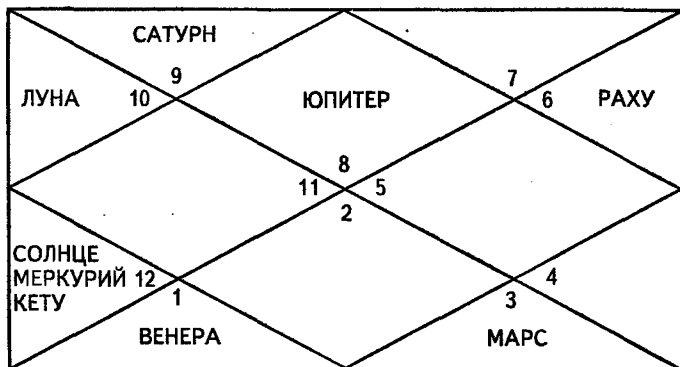 САТУРН
9
7
ЛУНА 10
ЮПИТЕР
6 РАХУ
8
11 5
2
СОЛНЦЕ
МЕРКУРИЙ 12
КЕТУ
4
1
3
ВЕНЕРА
МАРС